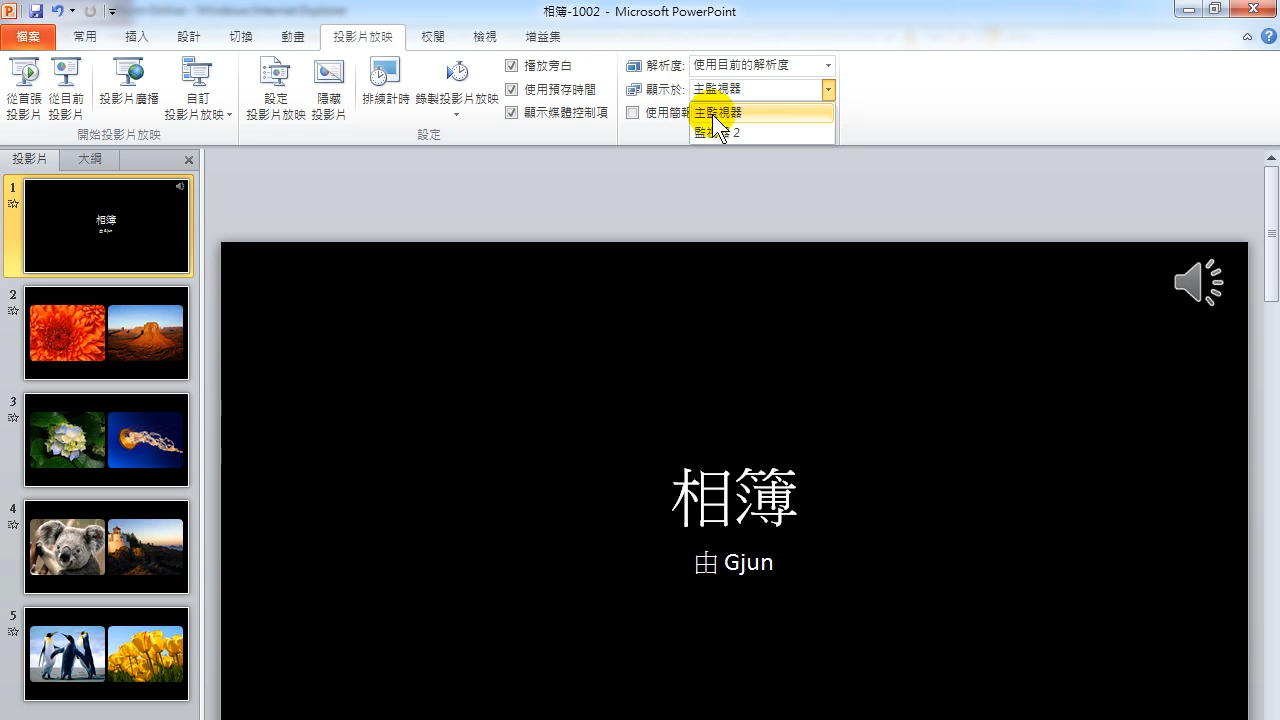 相簿-1002 - Microsoft PowerPoint
檔案 常用 插入 設計 切換 動畫 投影片放映 校閱 檢視 增益集
從首張投影片
從目前投影片
投影片廣播
自訂投影片放映
開始投影片放映
設定投影片放映
隱藏投影片
排練計時
錄製投影片放映
播放旁白
使用預存時間
顯示媒體控制項
設定
解析度: 使用目前的解析度
顯示於: 主監視器
使用簡報
主監視器
2
投影片 大綱
1
相簿
由 Gjun
2
3
4
5
相簿
由 Gjun